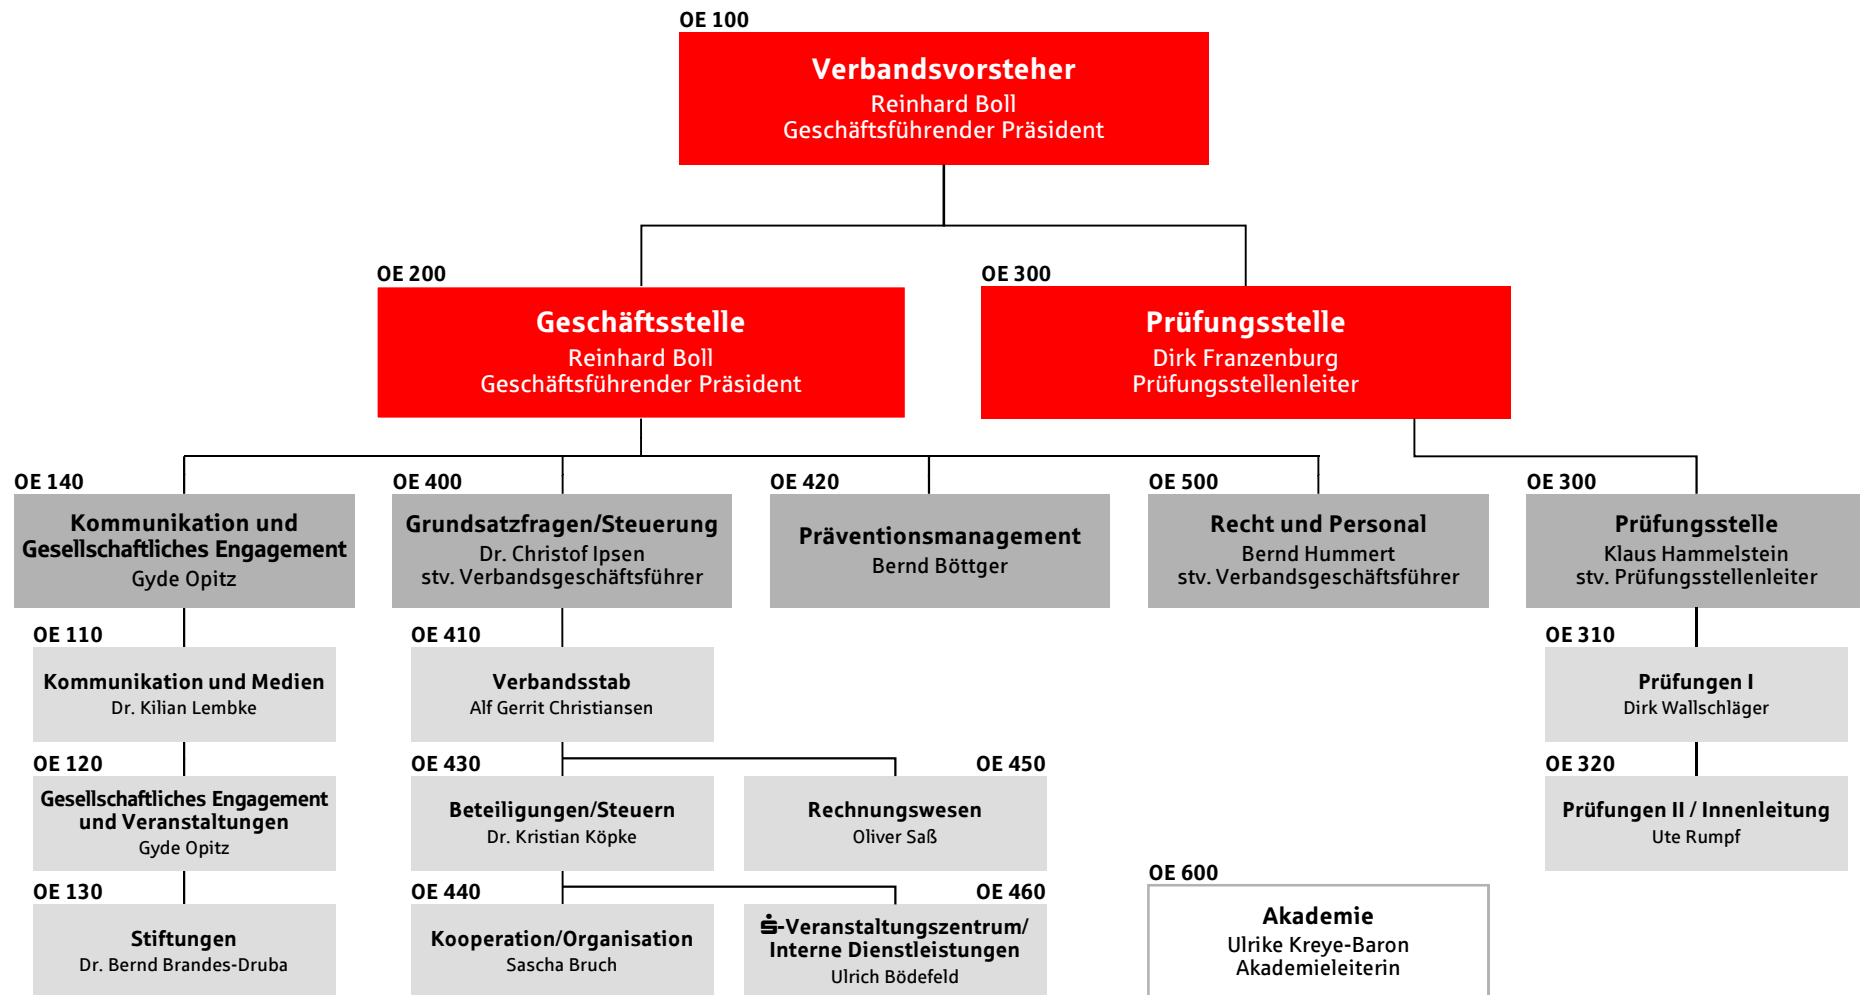 OE 100
Verbandsvorsteher
Reinhard Boll
Geschäftsführender Präsident
OE 200
Geschäftsstelle
Reinhard Boll
Geschäftsführender Präsident
OE 300
Prüfungsstelle
Dirk Franzenburg
Prüfungsstellenleiter
OE 140
Kommunikation und
Gesellschaftliches Engagement
Gyde Opitz
OE 400
Grundsatzfragen/Steuerung
Dr. Christof Ipsen
stv. Verbandsgeschäftsführer
OE 420
Präventionsmanagement
Bernd Böttger
OE 500
Recht und Personal
Bernd Hummert
stv. Verbandsgeschäftsführer
OE 300
Prüfungsstelle
Klaus Hammelstein
stv. Prüfungsstellenleiter
OE 110
Kommunikation und Medien
Dr. Kilian Lembke
OE 410
Verbandsstab
Alf Gerrit Christiansen
OE 310
Prüfungen I
Dirk Wallschläger
OE 120
Gesellschaftliches Engagement
und Veranstaltungen
Gyde Opitz
OE 430
Beteiligungen/Steuern
Dr. Kristian Köpke
OE 450
Rechnungswesen
Oliver Saß
OE 320
Prüfungen II / Innenleitung
Ute Rumpf
OE 130
Stiftungen
Dr. Bernd Brandes-Druba
OE 440
Kooperation/Organisation
Sascha Bruch
OE 460
S-Veranstaltungszentrum/
Interne Dienstleistungen
Ulrich Bödefeld
OE 600
Akademie
Ulrike Kreye-Baron
Akademieleiterin